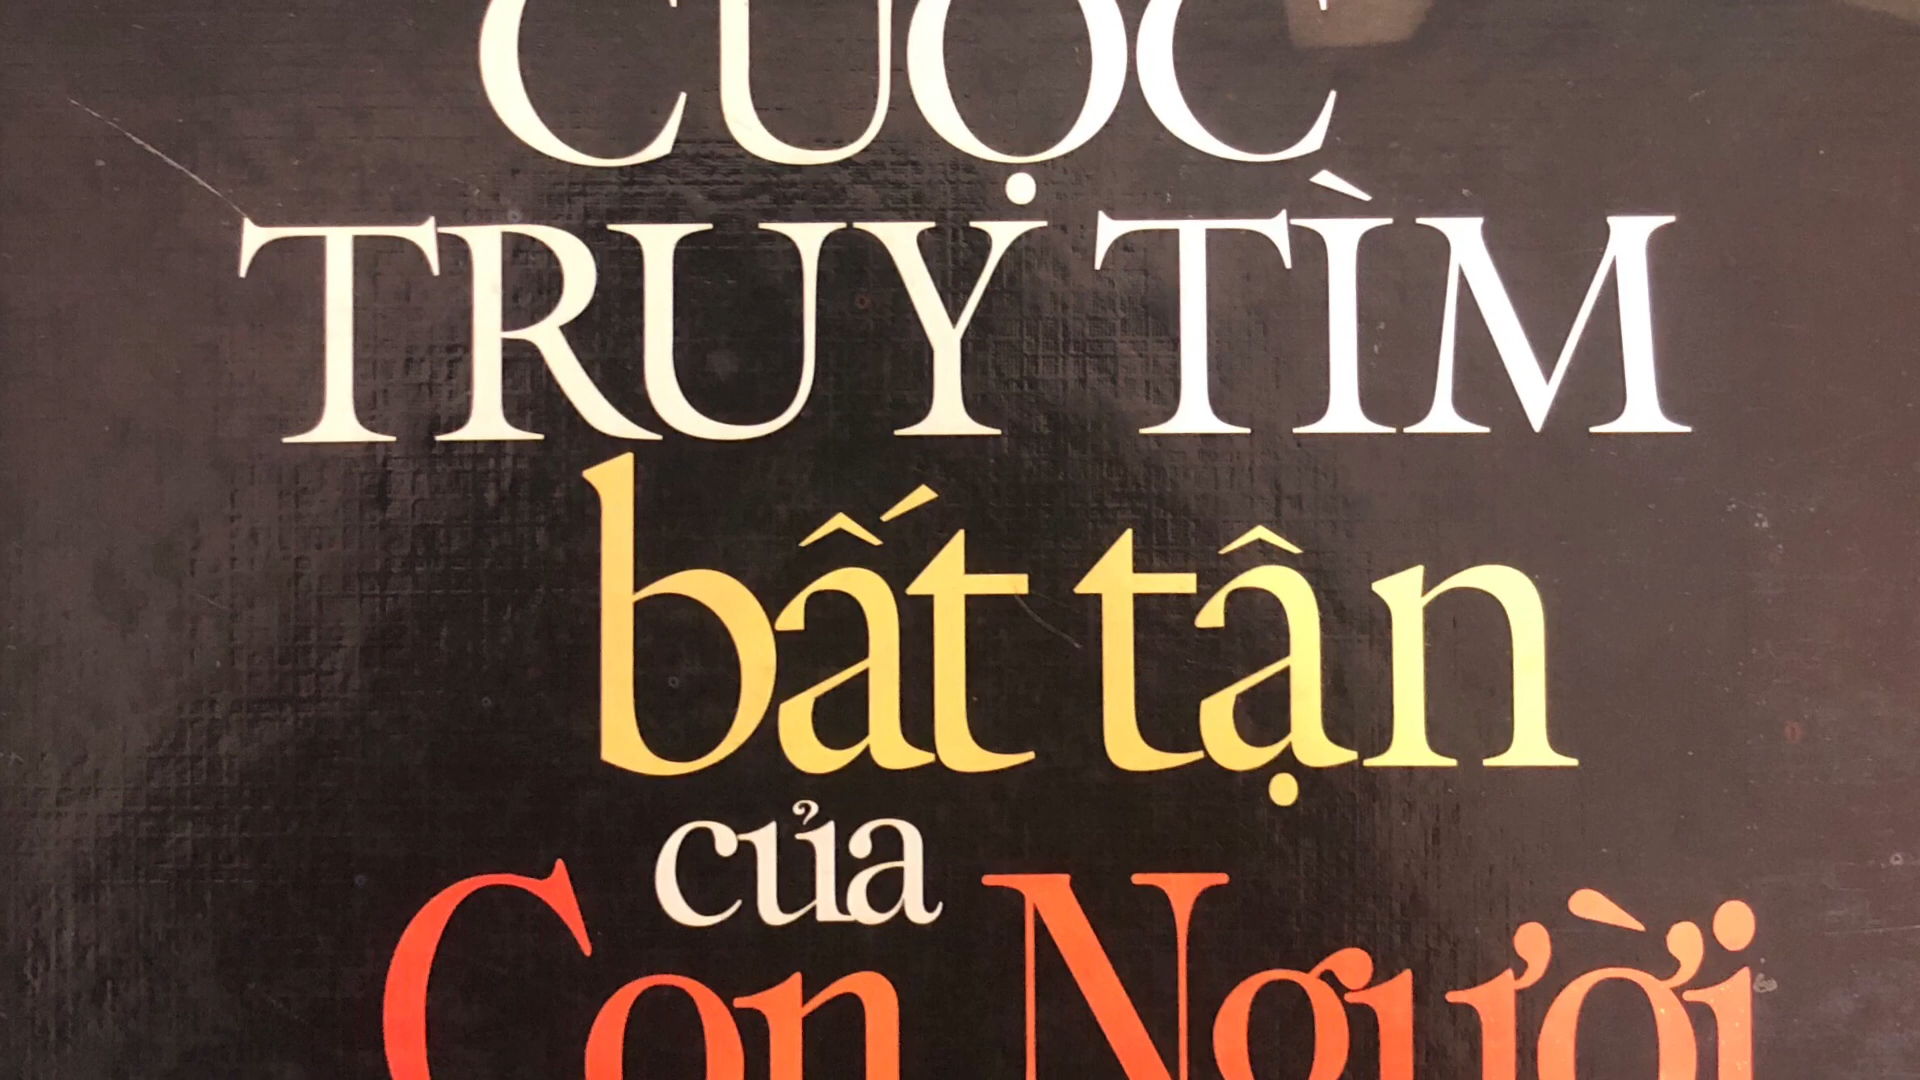 CUỘC
TRUY TÌM
bất tận
của
Con Người